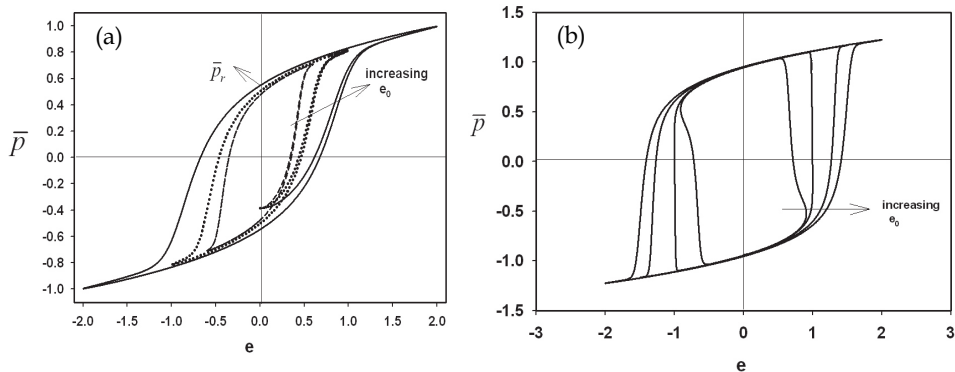 (a)
1.0
0.8
0.6
0.4
0.2
0.0
-0.2
-0.4
-0.6
-0.8
-1.0
p̄
p̄r
increasing
e0
-2.0 -1.5 -1.0 -0.5 0.0 0.5 1.0 1.5 2.0
e
(b)
1.5
1.0
0.5
0.0
-0.5
-1.0
-1.5
p̄
increasing
e0
-3 -2 -1 0 1 2 3
e